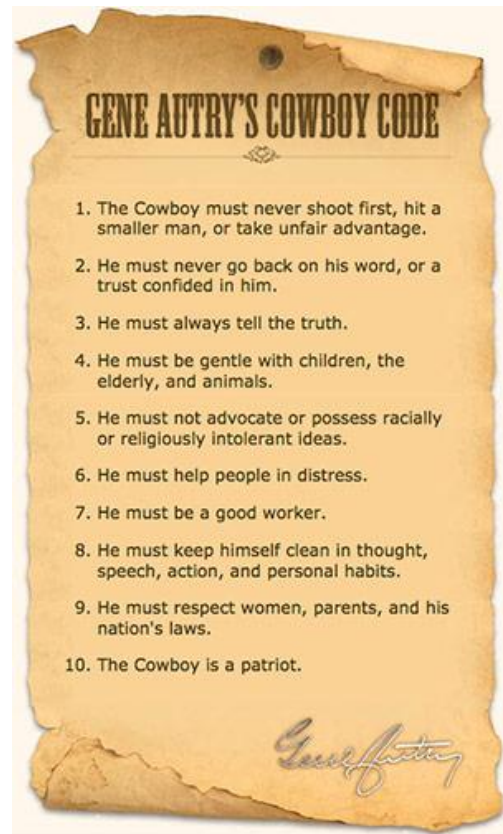 GENE AUTRY'S COWBOY CODE
1. The Cowboy must never shoot first, hit a
smaller man, or take unfair advantage.
2. He must never go back on his word, or a
trust confided in him.
3. He must always tell the truth.
4. He must be gentle with children, the
elderly, and animals.
5. He must not advocate or possess racially
or religiously intolerant ideas.
6. He must help people in distress.
7. He must be a good worker.
8. He must keep himself clean in thought,
speech, action, and personal habits.
9. He must respect women, parents, and his
nation's laws.
10. The Cowboy is a patriot.
Gene Autry